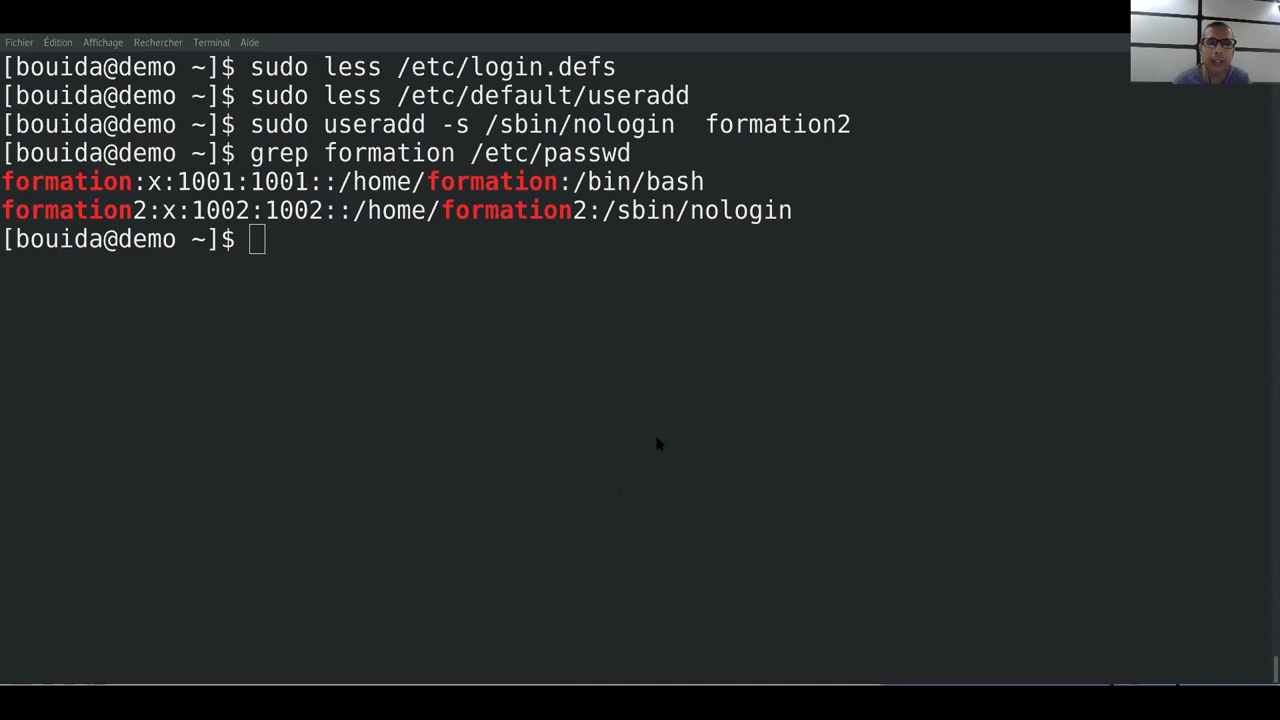 Fichier Édition Affichage Rechercher Terminal Aide
[bouida@demo ~]$ sudo less /etc/login.defs
[bouida@demo ~]$ sudo less /etc/default/useradd
[bouida@demo ~]$ sudo useradd -s /sbin/nologin  formation2
[bouida@demo ~]$ grep formation /etc/passwd
formation:x:1001:1001::/home/formation:/bin/bash
formation2:x:1002:1002::/home/formation2:/sbin/nologin
[bouida@demo ~]$